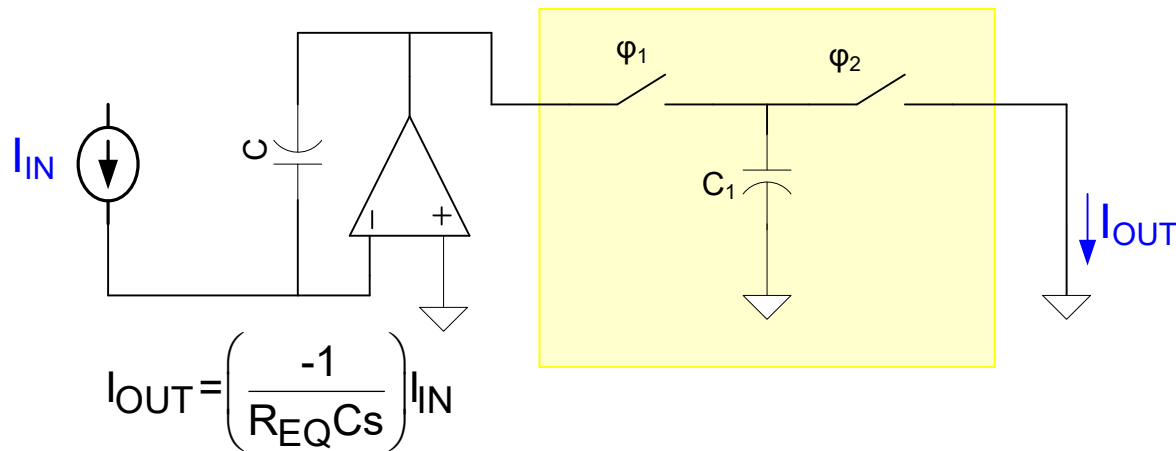 φ1
φ2
IIN
C
C1
IOUT
− +
IOUT = ( -1 / REQCs ) IIN